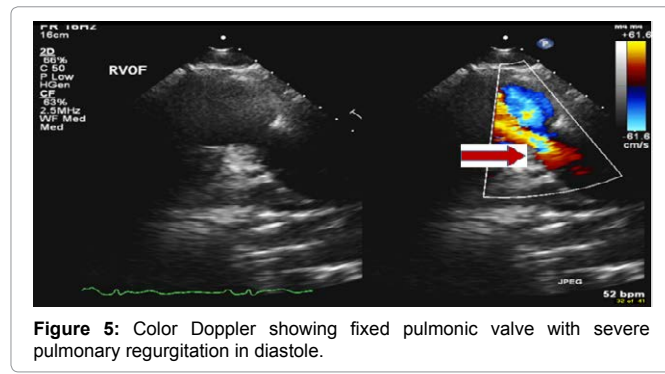 FR 18Hz
16cm
2D
66%
C 50
P Low
HGen
CF
63%
2.5MHz
WF Med
Med
RVOF
P
+61.6
-61.6
cm/s
JPEG
52 bpm
Figure 5: Color Doppler showing fixed pulmonic valve with severe
pulmonary regurgitation in diastole.